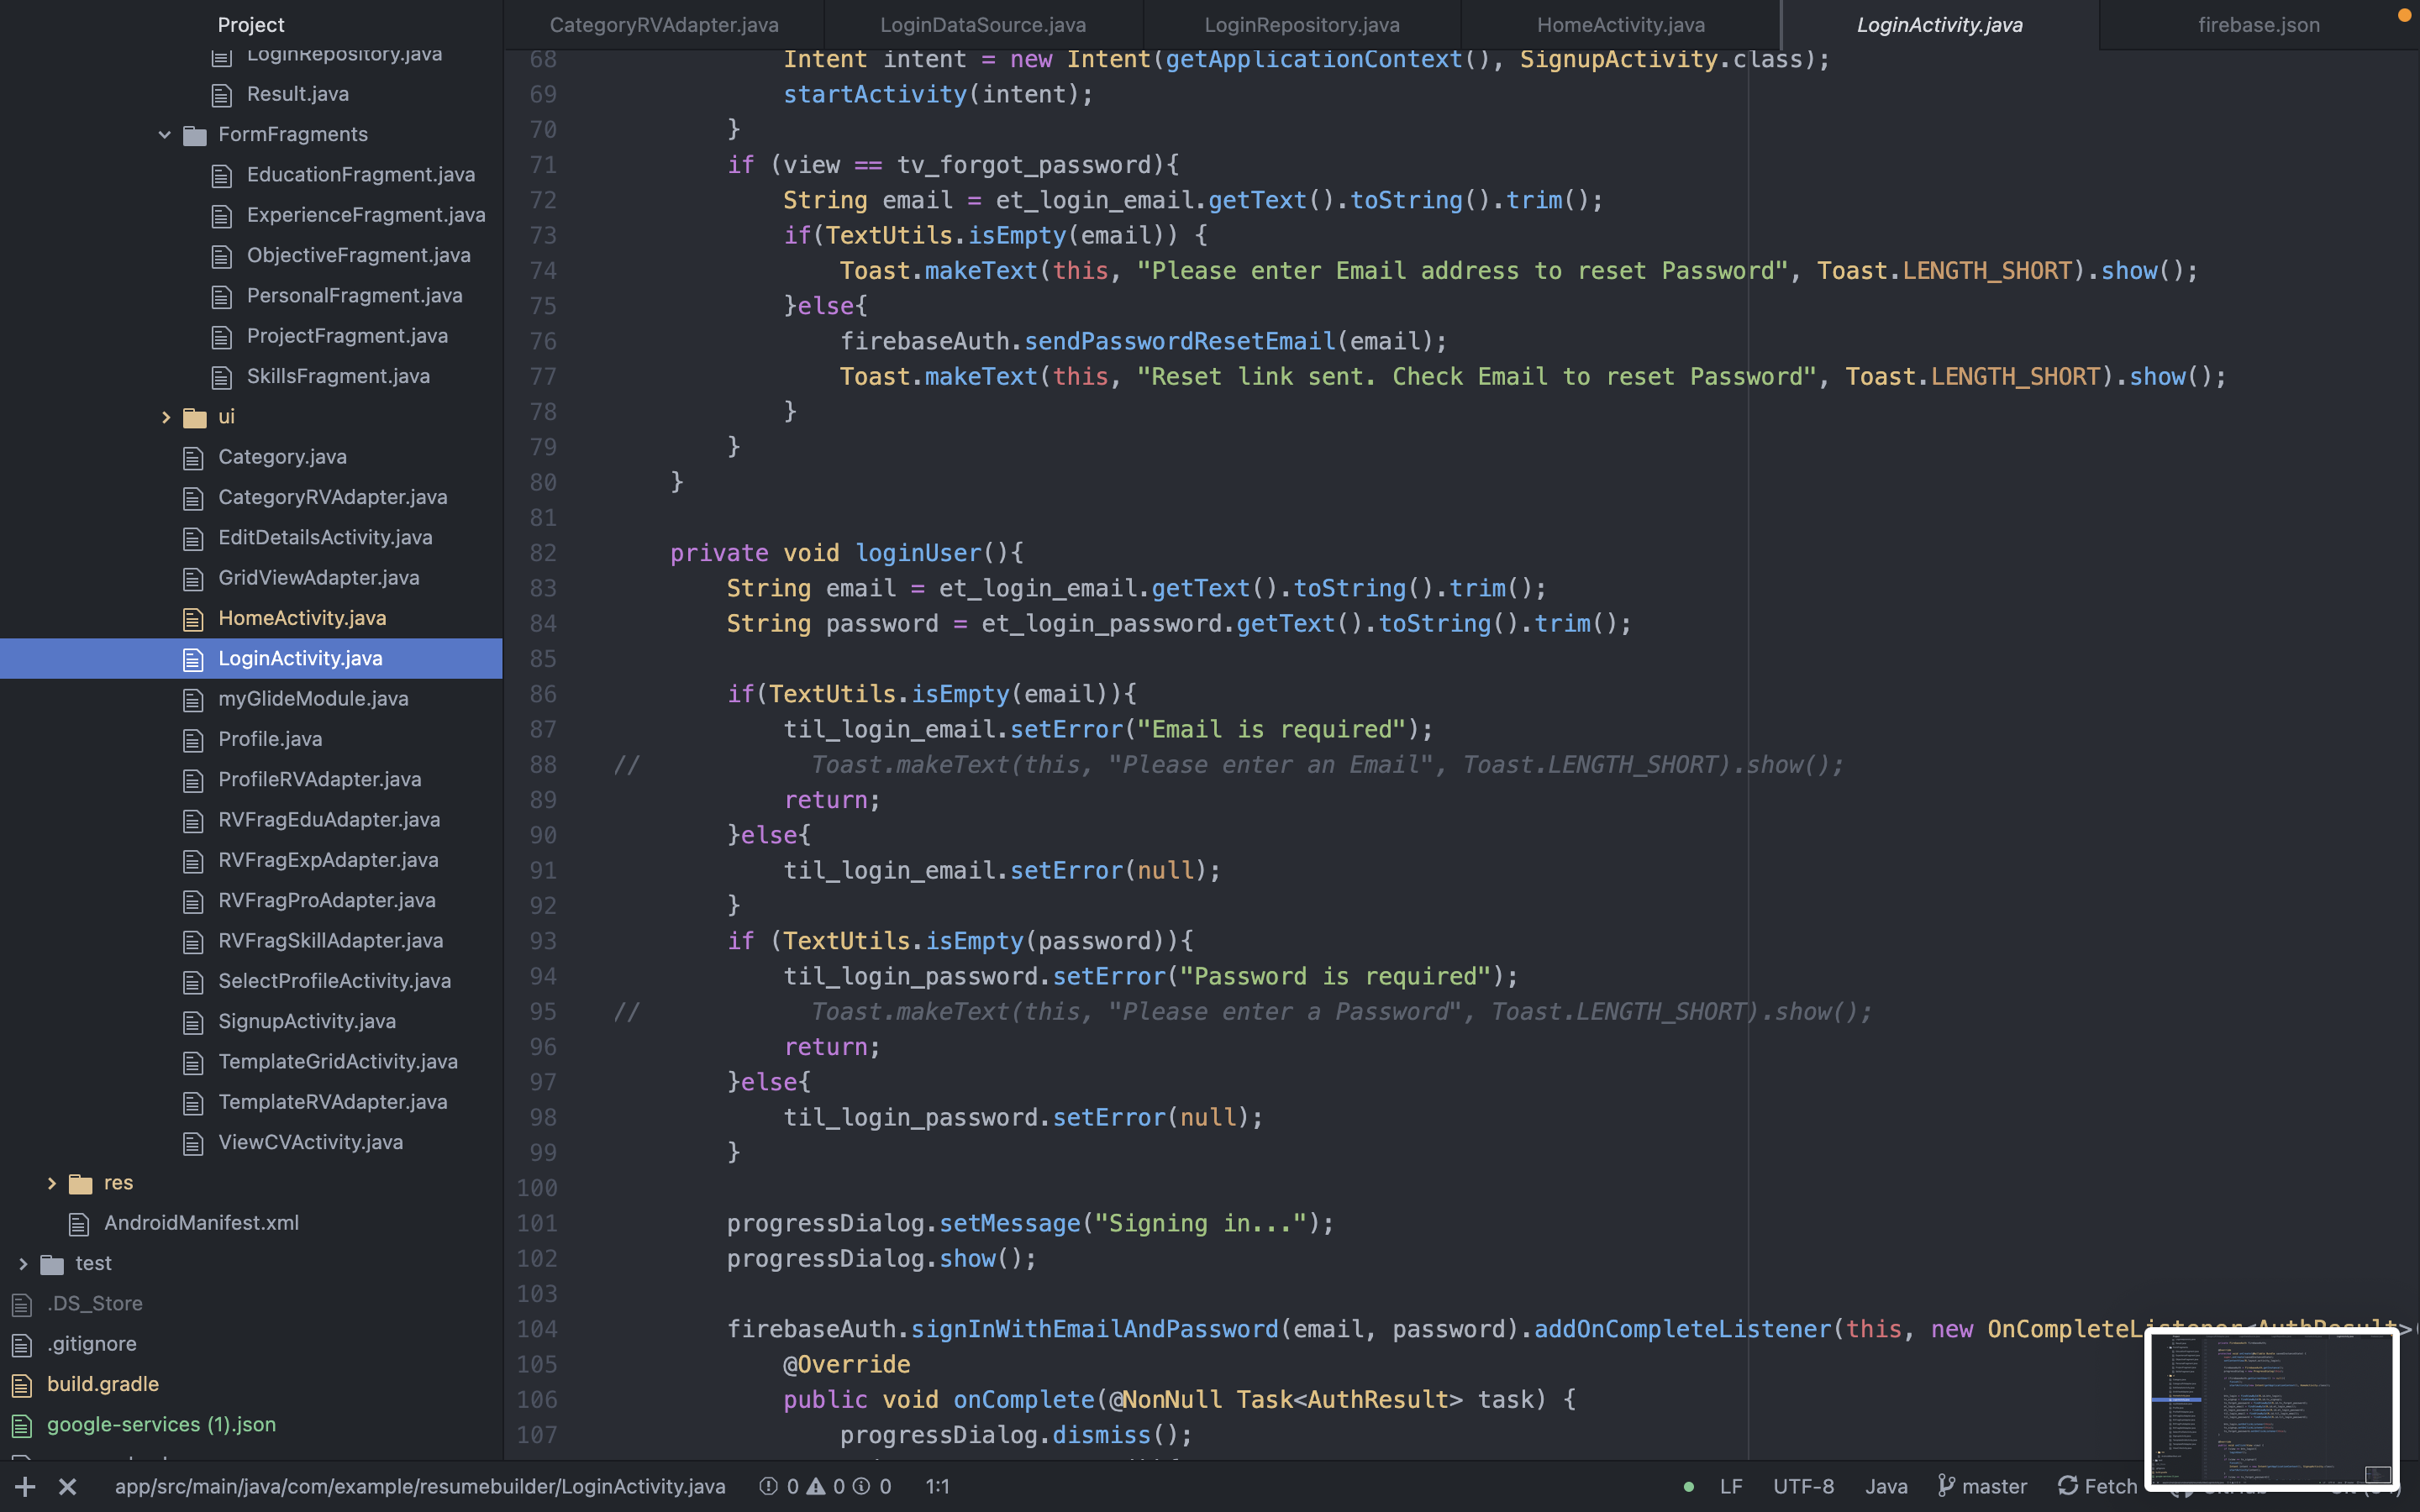 Project
LoginRepository.java
Result.java
FormFragments
EducationFragment.java
ExperienceFragment.java
ObjectiveFragment.java
PersonalFragment.java
ProjectFragment.java
SkillsFragment.java
ui
Category.java
CategoryRVAdapter.java
EditDetailsActivity.java
GridViewAdapter.java
HomeActivity.java
LoginActivity.java
myGlideModule.java
Profile.java
ProfileRVAdapter.java
RVFragEduAdapter.java
RVFragExpAdapter.java
RVFragProAdapter.java
RVFragSkillAdapter.java
SelectProfileActivity.java
SignupActivity.java
TemplateGridActivity.java
TemplateRVAdapter.java
ViewCVActivity.java
res
AndroidManifest.xml
test
.DS_Store
.gitignore
build.gradle
google-services (1).json
CategoryRVAdapter.java LoginDataSource.java LoginRepository.java HomeActivity.java LoginActivity.java firebase.json
68 Intent intent = new Intent(getApplicationContext(), SignupActivity.class);
69 startActivity(intent);
70 }
71 if (view == tv_forgot_password){
72 String email = et_login_email.getText().toString().trim();
73 if(TextUtils.isEmpty(email)) {
74 Toast.makeText(this, "Please enter Email address to reset Password", Toast.LENGTH_SHORT).show();
75 }else{
76 firebaseAuth.sendPasswordResetEmail(email);
77 Toast.makeText(this, "Reset link sent. Check Email to reset Password", Toast.LENGTH_SHORT).show();
78 }
79 }
80 }
81
82 private void loginUser(){
83 String email = et_login_email.getText().toString().trim();
84 String password = et_login_password.getText().toString().trim();
85
86 if(TextUtils.isEmpty(email)){
87 til_login_email.setError("Email is required");
88 // Toast.makeText(this, "Please enter an Email", Toast.LENGTH_SHORT).show();
89 return;
90 }else{
91 til_login_email.setError(null);
92 }
93 if (TextUtils.isEmpty(password)){
94 til_login_password.setError("Password is required");
95 // Toast.makeText(this, "Please enter a Password", Toast.LENGTH_SHORT).show();
96 return;
97 }else{
98 til_login_password.setError(null);
99 }
100
101 progressDialog.setMessage("Signing in...");
102 progressDialog.show();
103
104 firebaseAuth.signInWithEmailAndPassword(email, password).addOnCompleteListener(this, new OnCompleteListener<AuthResult>(
105 @Override
106 public void onComplete(@NonNull Task<AuthResult> task) {
107 progressDialog.dismiss();
app/src/main/java/com/example/resumebuilder/LoginActivity.java 0 0 0 1:1 LF UTF-8 Java master Fetch